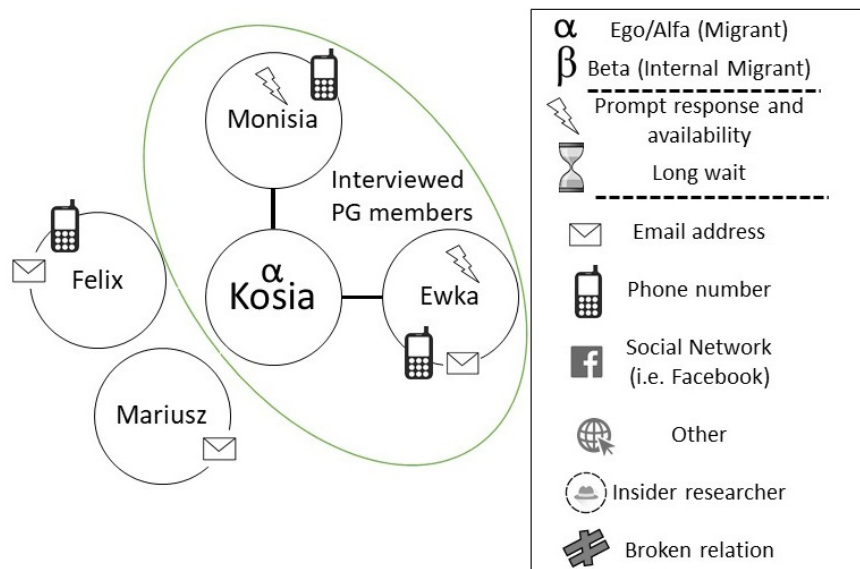 Monisia
Interviewed
PG members
Felix
α
Kosia
Ewka
Mariusz
α Ego/Alfa (Migrant)
β Beta (Internal Migrant)
Prompt response and
availability
Long wait
Email address
Phone number
Social Network
(i.e. Facebook)
Other
Insider researcher
Broken relation